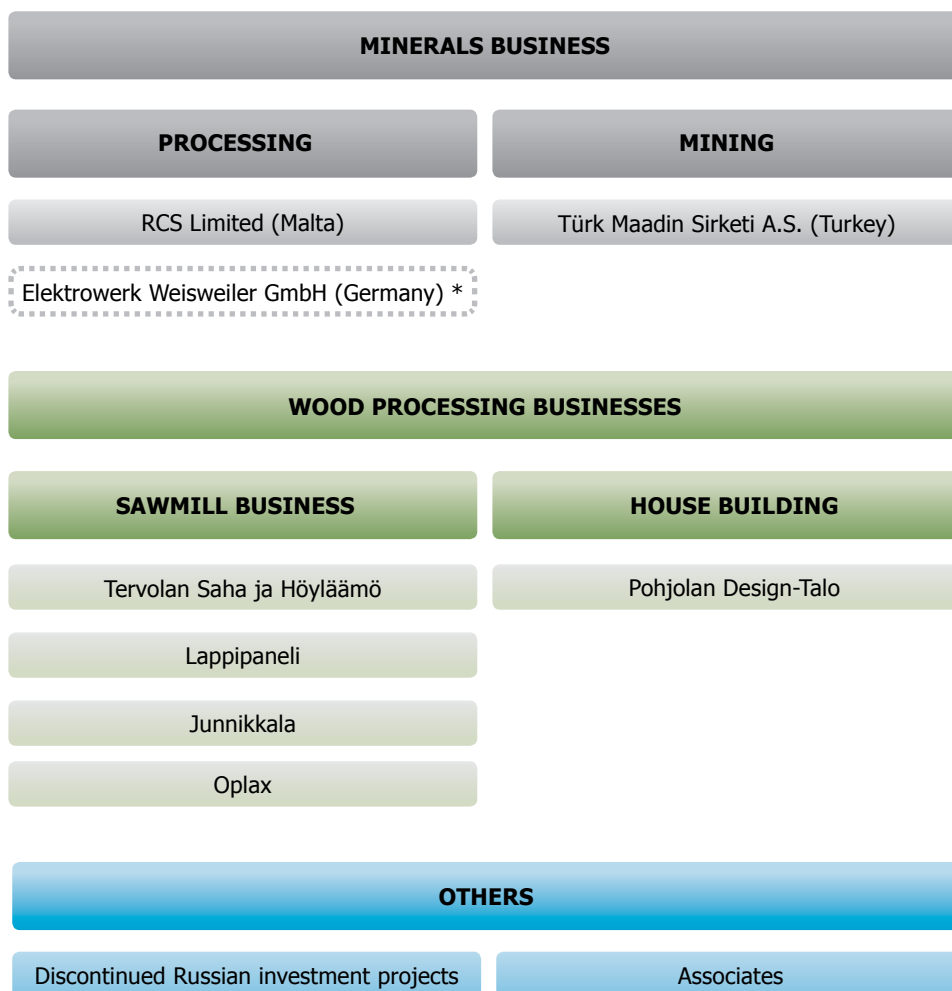 MINERALS BUSINESS
PROCESSING
MINING
RCS Limited (Malta)
Türk Maadin Sirketi A.S. (Turkey)
Elektrowerk Weisweiler GmbH (Germany) *
WOOD PROCESSING BUSINESSES
SAWMILL BUSINESS
HOUSE BUILDING
Tervolan Saha ja Höyläämö
Pohjolan Design-Talo
Lappipaneli
Junnikkala
Oplax
OTHERS
Discontinued Russian investment projects
Associates